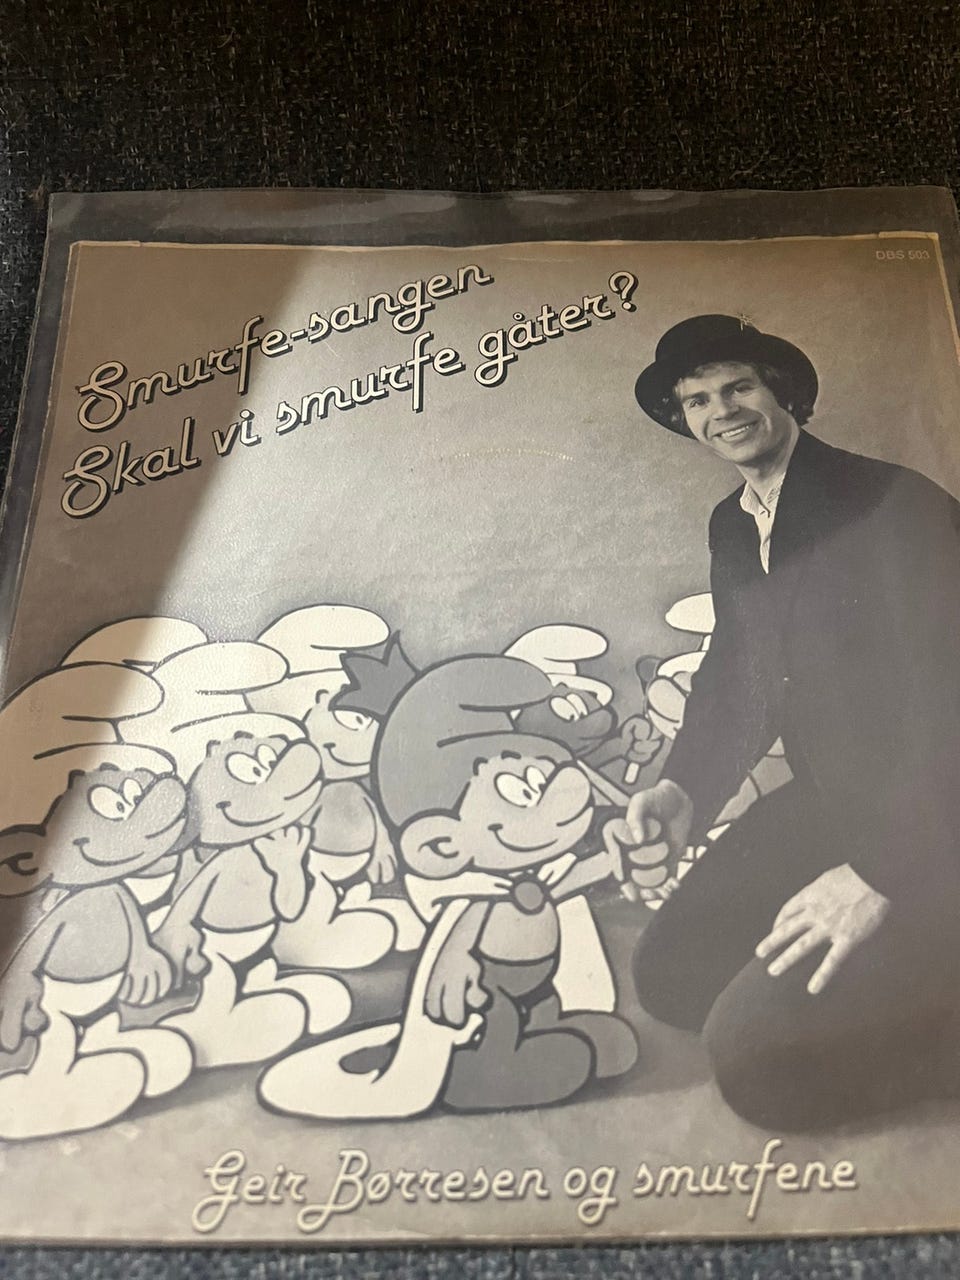 DBS 503
Smurfe-sangen
Skal vi smurfe gåter?
Geir Børresen og smurfene